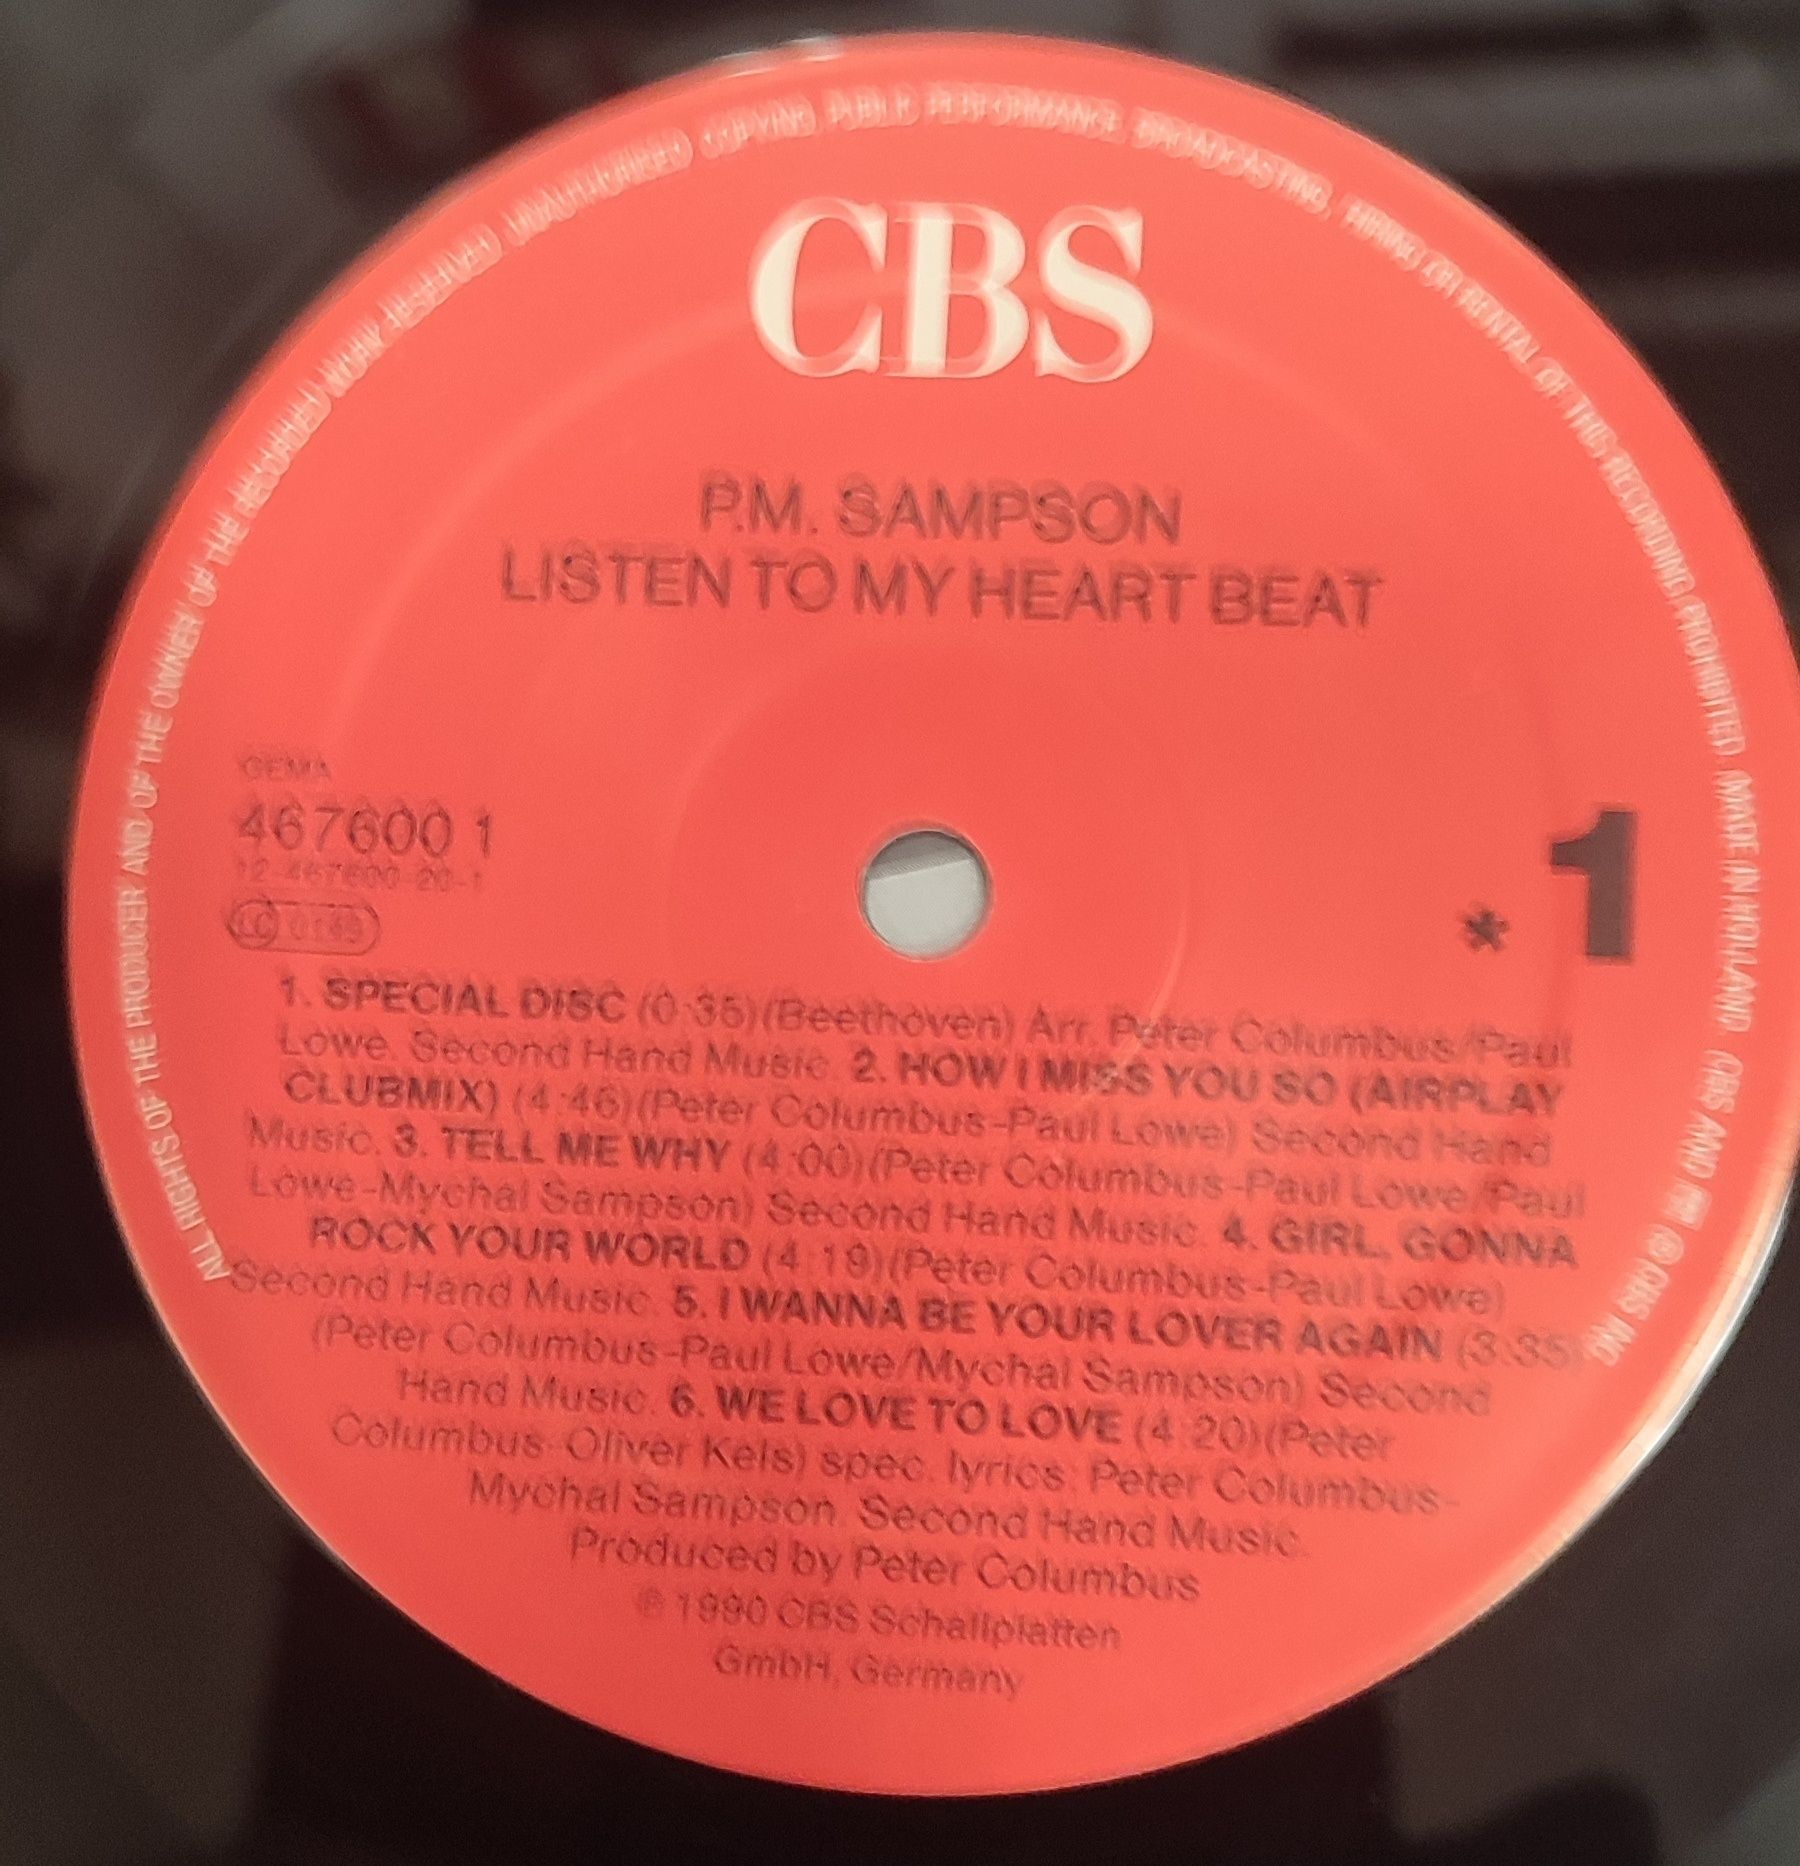 CBS
P.M. SAMPSON
LISTEN TO MY HEART BEAT
GEMA
467600 1
12-467600-20-1
LC 0149
* 1
1. SPECIAL DISC (0:35)(Beethoven) Arr. Peter Columbus/Paul
Lowe. Second Hand Music. 2. HOW I MISS YOU SO (AIRPLAY
CLUBMIX) (4:46)(Peter Columbus-Paul Lowe) Second Hand
Music. 3. TELL ME WHY (4:00)(Peter Columbus-Paul Lowe/Paul
Lowe-Mychal Sampson) Second Hand Music. 4. GIRL, GONNA
ROCK YOUR WORLD (4:19)(Peter Columbus-Paul Lowe)
Second Hand Music. 5. I WANNA BE YOUR LOVER AGAIN (3:35)
(Peter Columbus-Paul Lowe/Mychal Sampson) Second
Hand Music. 6. WE LOVE TO LOVE (4:20)(Peter
Columbus-Oliver Kels) spec. lyrics: Peter Columbus-
Mychal Sampson. Second Hand Music.
Produced by Peter Columbus
℗ 1990 CBS Schallplatten
GmbH, Germany
ALL RIGHTS OF THE PRODUCER AND OF THE OWNER OF THE RECORDED WORK RESERVED. UNAUTHORISED COPYING, PUBLIC PERFORMANCE, BROADCASTING, HIRING OR RENTAL OF THIS RECORDING PROHIBITED. MADE IN HOLLAND. CBS AND ® CBS INC.